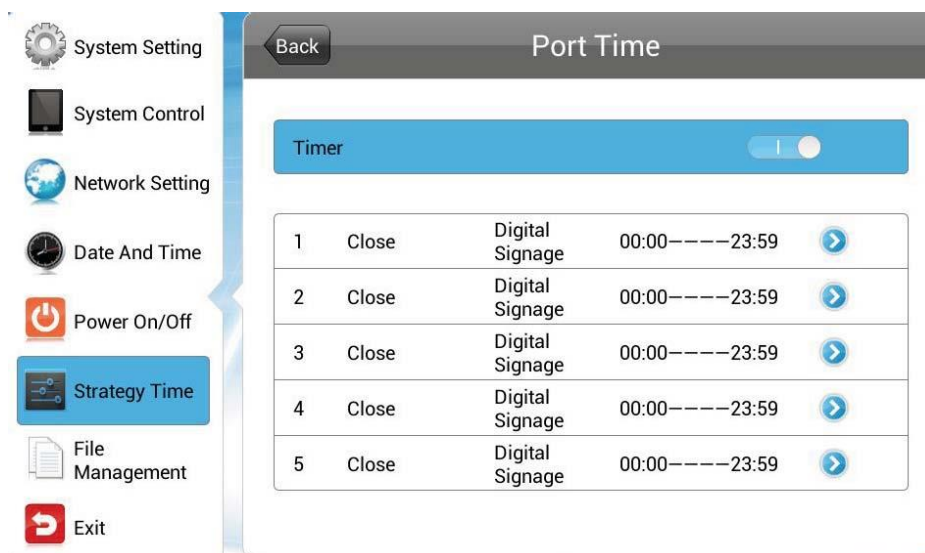 System Setting
System Control
Network Setting
Date And Time
Power On/Off
Strategy Time
File
Management
Exit
Back
Port Time
Timer
1 Close Digital Signage 00:00————23:59
2 Close Digital Signage 00:00————23:59
3 Close Digital Signage 00:00————23:59
4 Close Digital Signage 00:00————23:59
5 Close Digital Signage 00:00————23:59